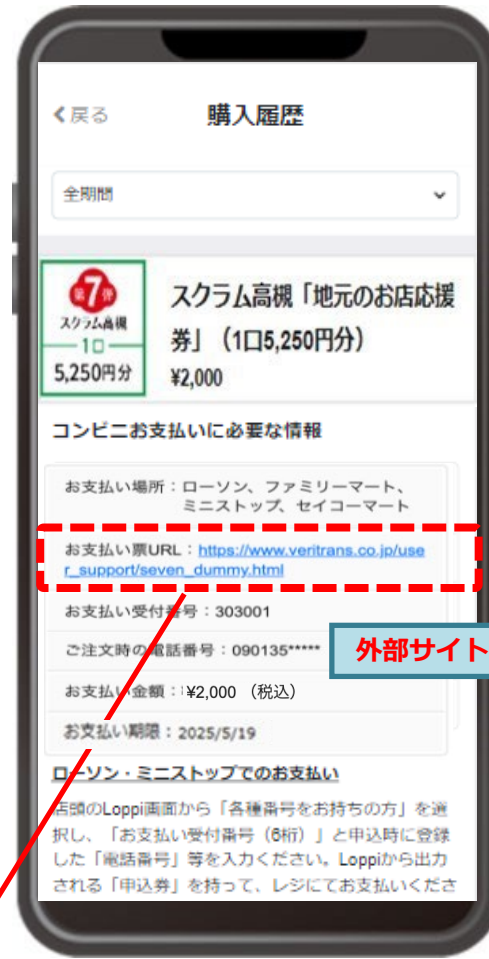 戻る
購入履歴
全期間
第7弾
スクラム高槻
1口
5,250円分
スクラム高槻「地元のお店応援
券」（1口5,250円分）
¥2,000
コンビニお支払いに必要な情報
お支払い場所：ローソン、ファミリーマート、
ミニストップ、セイコーマート
お支払い票URL：https://www.veritrans.co.jp/use
r_support/seven_dummy.html
お支払い受付番号：303001
ご注文時の電話番号：090135*****
外部サイト
お支払い金額：¥2,000 （税込）
お支払い期限：2025/5/19
ローソン・ミニストップでのお支払い
店頭のLoppi画面から「各種番号をお持ちの方」を選
択し、「お支払い受付番号（6桁）」と申込時に登録
した「電話番号」等を入力ください。Loppiから出力
される「申込券」を持って、レジにてお支払いくださ